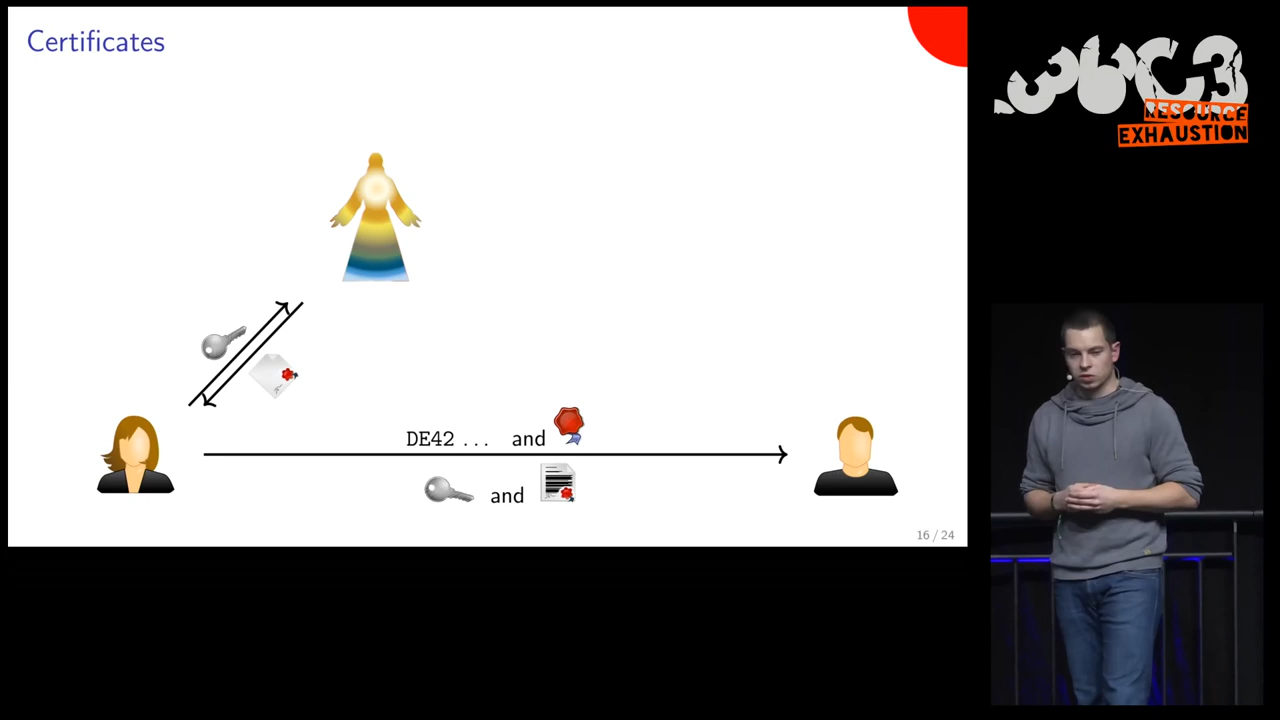 Certificates
DE42 ... and
and
16 / 24
36C3
RESOURCE
EXHAUSTION